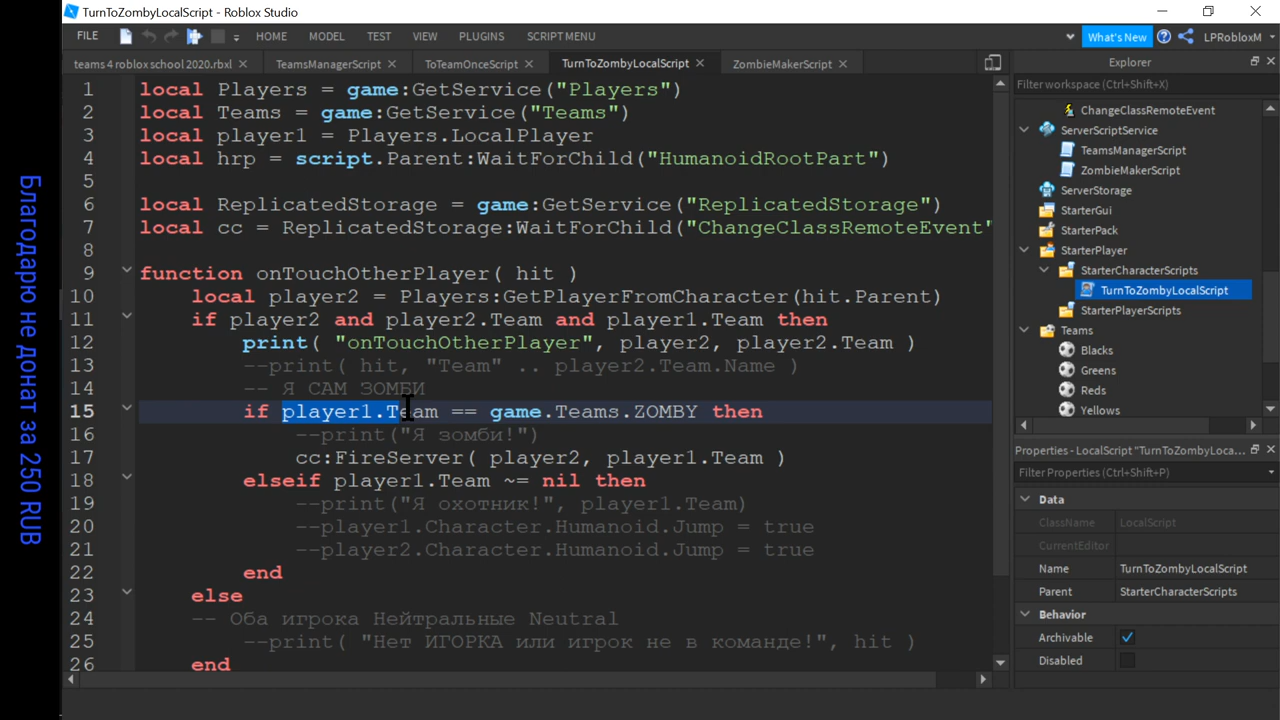 TurnToZombyLocalScript - Roblox Studio
FILE HOME MODEL TEST VIEW PLUGINS SCRIPT MENU What's New LPRobloxM
teams 4 roblox school 2020.rbxl TeamsManagerScript ToTeamOnceScript TurnToZombyLocalScript ZombieMakerScript
1 local Players = game:GetService("Players")
2 local Teams = game:GetService("Teams")
3 local player1 = Players.LocalPlayer
4 local hrp = script.Parent:WaitForChild("HumanoidRootPart")
5
6 local ReplicatedStorage = game:GetService("ReplicatedStorage")
7 local cc = ReplicatedStorage:WaitForChild("ChangeClassRemoteEvent"
8
9 function onTouchOtherPlayer( hit )
10 local player2 = Players:GetPlayerFromCharacter(hit.Parent)
11 if player2 and player2.Team and player1.Team then
12 print( "onTouchOtherPlayer", player2, player2.Team )
13 --print( hit, "Team" .. player2.Team.Name )
14 -- Я САМ ЗОМБИ
15 if player1.Team == game.Teams.ZOMBY then
16 --print("Я зомби!")
17 cc:FireServer( player2, player1.Team )
18 elseif player1.Team ~= nil then
19 --print("Я охотник!", player1.Team)
20 --player1.Character.Humanoid.Jump = true
21 --player2.Character.Humanoid.Jump = true
22 end
23 else
24 -- Оба игрока Нейтральные Neutral
25 --print( "Нет ИГОРКА или игрок не в команде!", hit )
26 end
Explorer
Filter workspace (Ctrl+Shift+X)
ChangeClassRemoteEvent
ServerScriptService
TeamsManagerScript
ZombieMakerScript
ServerStorage
StarterGui
StarterPack
StarterPlayer
StarterCharacterScripts
TurnToZombyLocalScript
StarterPlayerScripts
Teams
Blacks
Greens
Reds
Yellows
Properties - LocalScript "TurnToZombyLoca...
Filter Properties (Ctrl+Shift+P)
Data
ClassName LocalScript
CurrentEditor
Name TurnToZombyLocalScript
Parent StarterCharacterScripts
Behavior
Archivable
Disabled
Благодарю не донат за 250 RUB